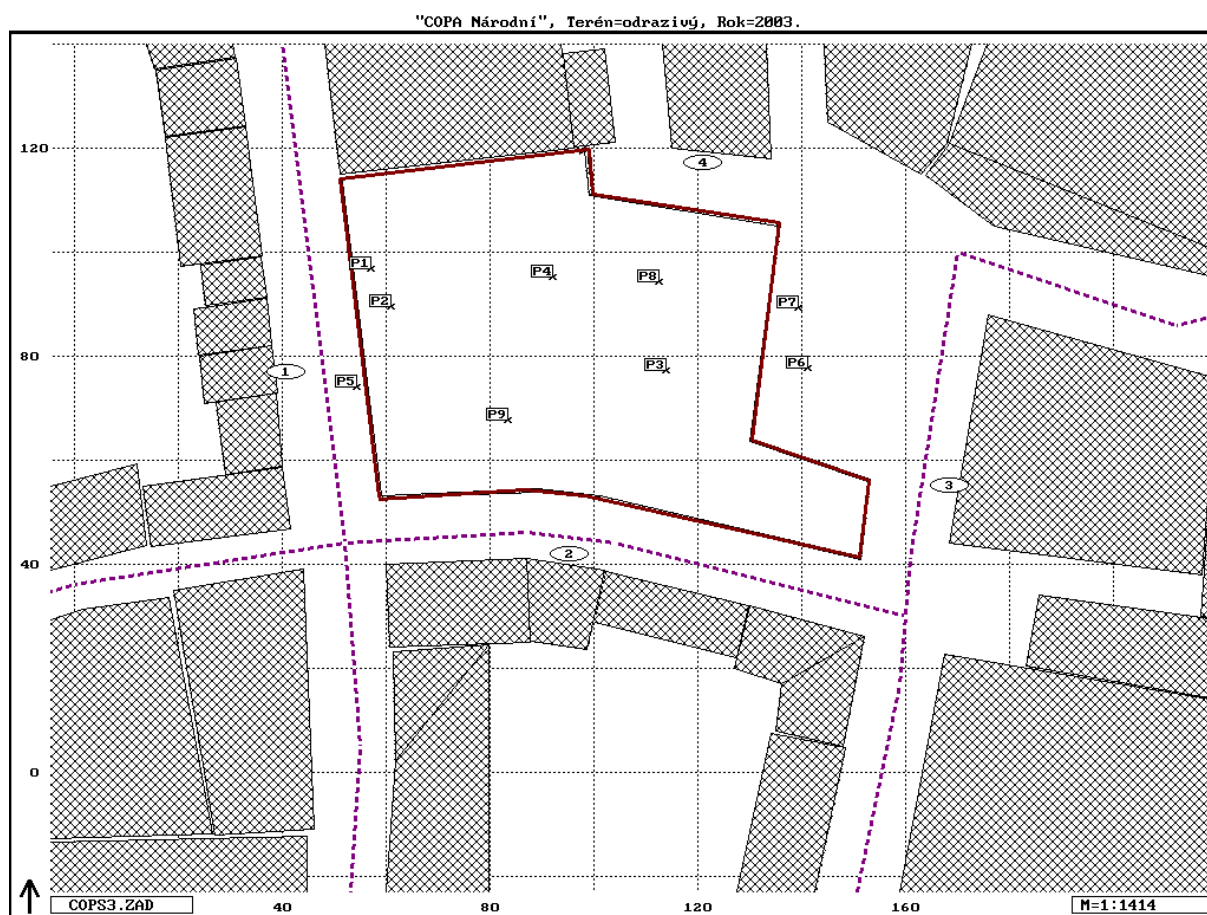 "COPA Národní", Terén=odrazivý, Rok=2003.
120
4
P1
P4
P8
P2
P7
80
P3
P6
1
P5
P9
3
40
2
0
COPS3.ZAD
40
80
120
160
M=1:1414